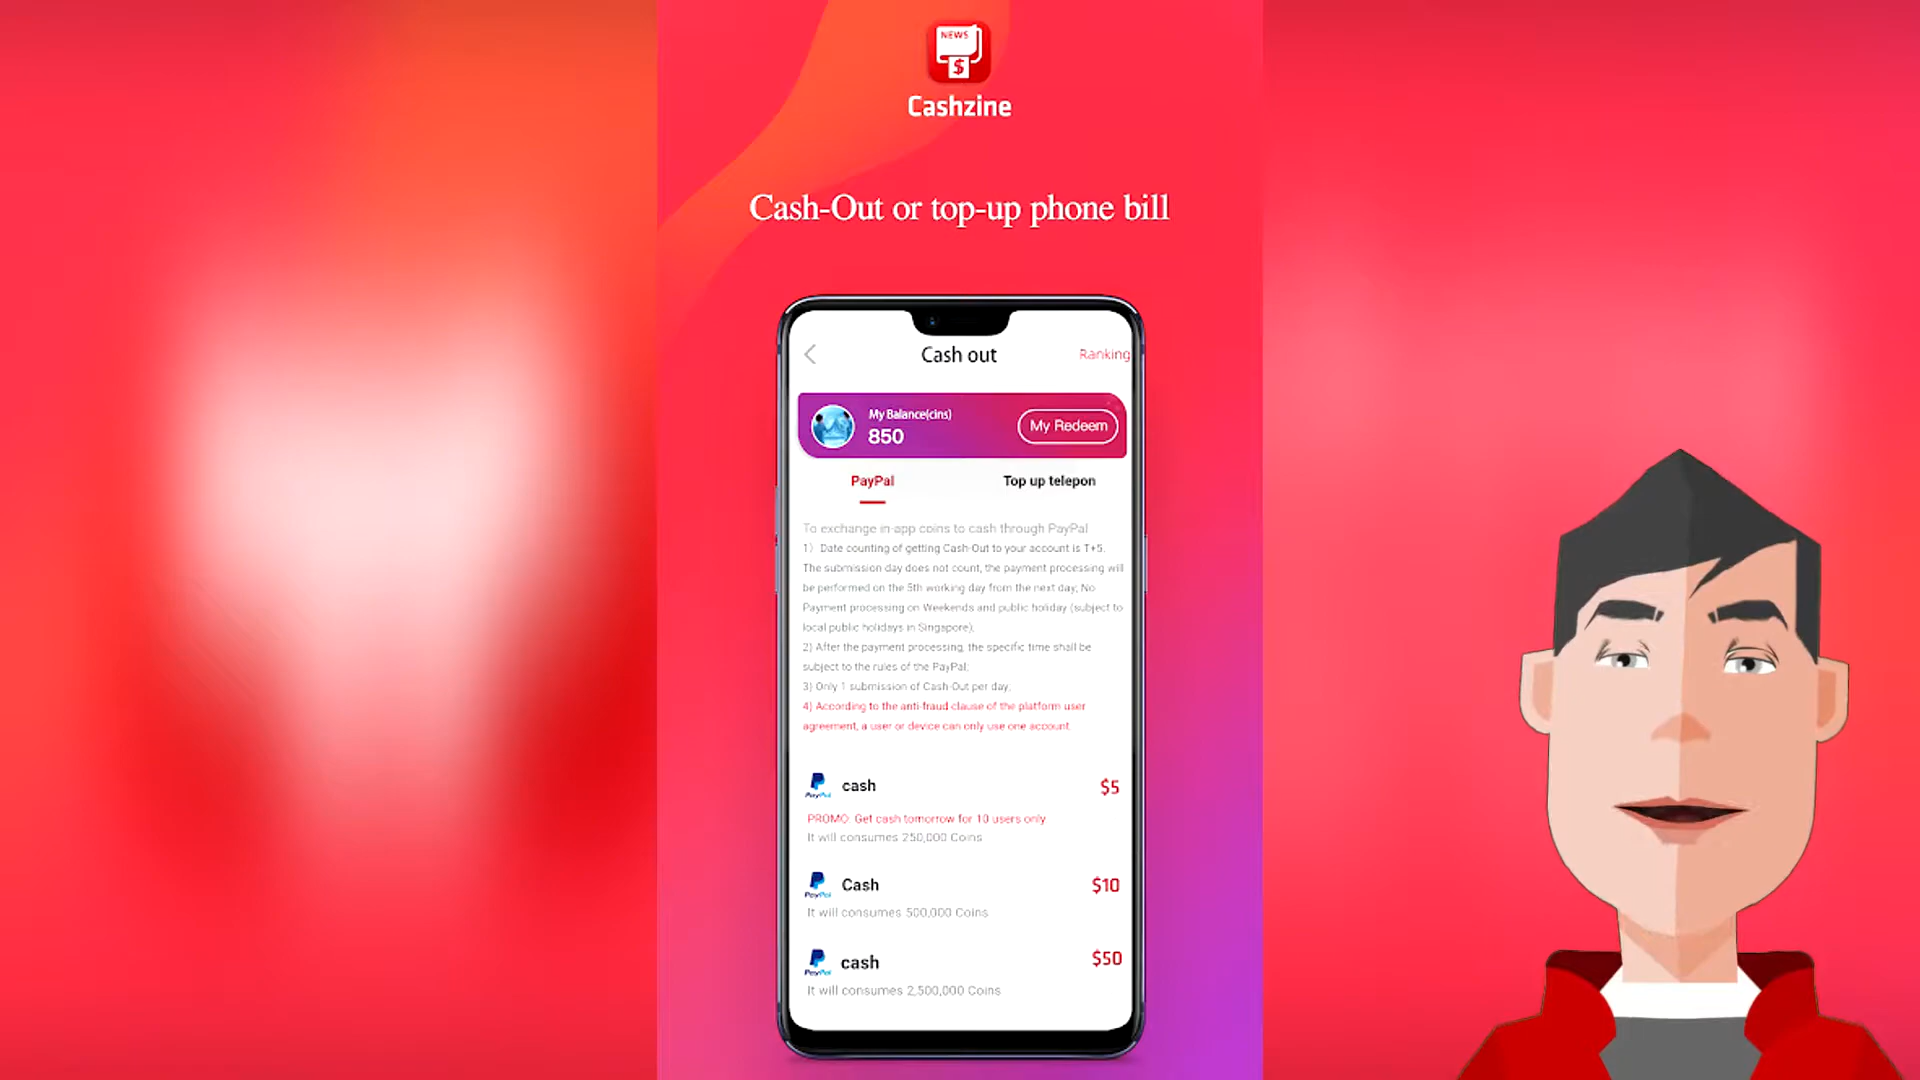 NEWS
$
Cashzine
Cash-Out or top-up phone bill
Cash out
Ranking
My Balance(cins)
850
My Redeem
PayPal
Top up telepon
To exchange in-app coins to cash through PayPal
1) Date counting of getting Cash-Out to your account is T+5.
The submission day does not count, the payment processing will
be performed on the 5th working day from the next day; No
Payment processing on Weekends and public holiday (subject to
local public holidays in Singapore);
2) After the payment processing, the specific time shall be
subject to the rules of the PayPal;
3) Only 1 submission of Cash-Out per day;
4) According to the anti-fraud clause of the platform user
agreement, a user or device can only use one account
PayPal
cash
$5
PROMO: Get cash tomorrow for 10 users only
It will consumes 250,000 Coins
PayPal
Cash
$10
It will consumes 500,000 Coins
PayPal
cash
$50
It will consumes 2,500,000 Coins